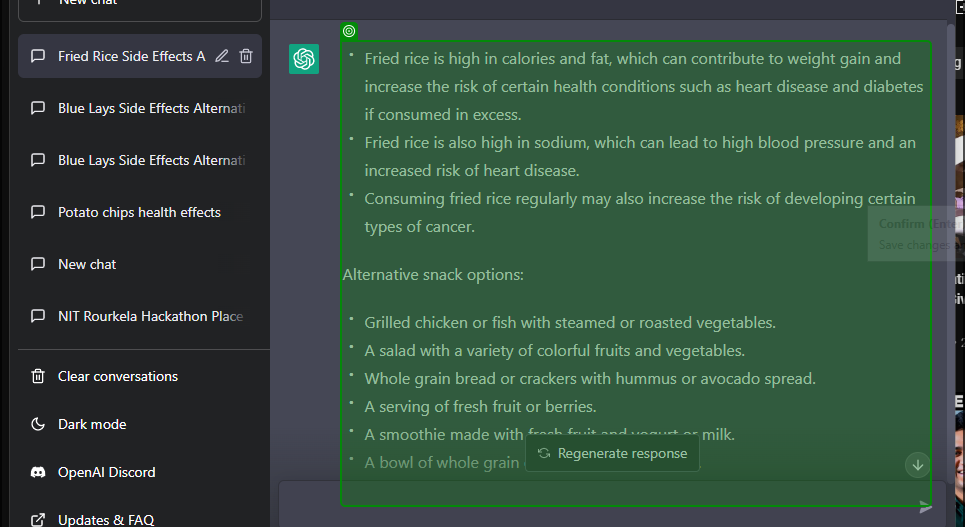 New chat
Fried Rice Side Effects A
Blue Lays Side Effects Alternati
Blue Lays Side Effects Alternati
Potato chips health effects
New chat
NIT Rourkela Hackathon Place
Clear conversations
Dark mode
OpenAI Discord
Updates & FAQ
• Fried rice is high in calories and fat, which can contribute to weight gain and
increase the risk of certain health conditions such as heart disease and diabetes
if consumed in excess.
• Fried rice is also high in sodium, which can lead to high blood pressure and an
increased risk of heart disease.
• Consuming fried rice regularly may also increase the risk of developing certain
types of cancer.
Confirm (Enter
Save changes
Alternative snack options:
• Grilled chicken or fish with steamed or roasted vegetables.
• A salad with a variety of colorful fruits and vegetables.
• Whole grain bread or crackers with hummus or avocado spread.
• A serving of fresh fruit or berries.
• A smoothie made with fresh fruit and yogurt or milk.
• A bowl of whole grain
Regenerate response